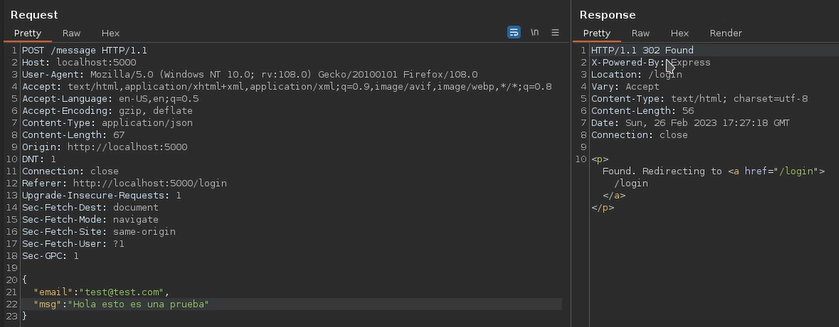 Request
Pretty Raw Hex
\n
1 POST /message HTTP/1.1
2 Host: localhost:5000
3 User-Agent: Mozilla/5.0 (Windows NT 10.0; rv:108.0) Gecko/20100101 Firefox/108.0
4 Accept: text/html,application/xhtml+xml,application/xml;q=0.9,image/avif,image/webp,*/*;q=0.8
5 Accept-Language: en-US,en;q=0.5
6 Accept-Encoding: gzip, deflate
7 Content-Type: application/json
8 Content-Length: 67
9 Origin: http://localhost:5000
10 DNT: 1
11 Connection: close
12 Referer: http://localhost:5000/login
13 Upgrade-Insecure-Requests: 1
14 Sec-Fetch-Dest: document
15 Sec-Fetch-Mode: navigate
16 Sec-Fetch-Site: same-origin
17 Sec-Fetch-User: ?1
18 Sec-GPC: 1
19
20 {
21 "email":"test@test.com",
22 "msg":"Hola esto es una prueba"
23 }
Response
Pretty Raw Hex Render
1 HTTP/1.1 302 Found
2 X-Powered-By: Express
3 Location: /login
4 Vary: Accept
5 Content-Type: text/html; charset=utf-8
6 Content-Length: 56
7 Date: Sun, 26 Feb 2023 17:27:18 GMT
8 Connection: close
9
10 <p>
Found. Redirecting to <a href="/login">
/login
</a>
</p>